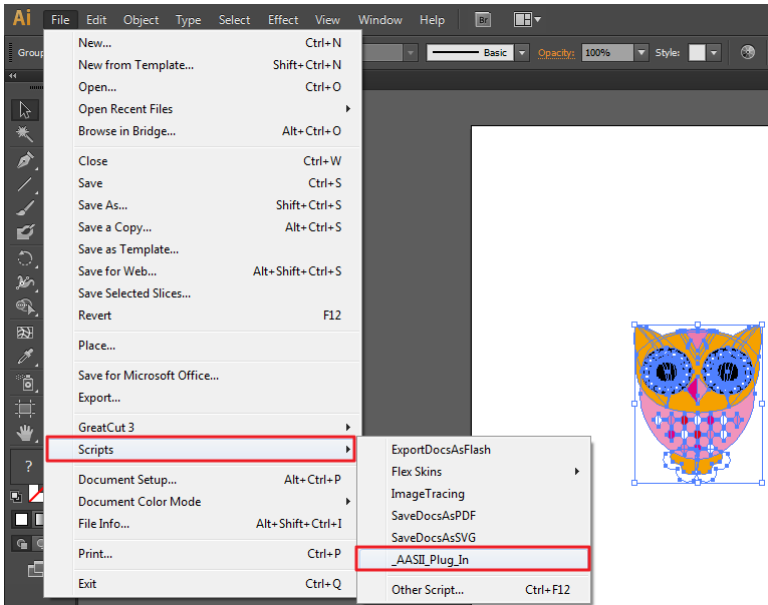 Ai File Edit Object Type Select Effect View Window Help Br
Group
Basic Opacity: 100% Style:
New... Ctrl+N
New from Template... Shift+Ctrl+N
Open... Ctrl+O
Open Recent Files
Browse in Bridge... Alt+Ctrl+O
Close Ctrl+W
Save Ctrl+S
Save As... Shift+Ctrl+S
Save a Copy... Alt+Ctrl+S
Save as Template...
Save for Web... Alt+Shift+Ctrl+S
Save Selected Slices...
Revert F12
Place...
Save for Microsoft Office...
Export...
GreatCut 3
Scripts
Document Setup... Alt+Ctrl+P
Document Color Mode
File Info... Alt+Shift+Ctrl+I
Print... Ctrl+P
Exit Ctrl+Q
ExportDocsAsFlash
Flex Skins
ImageTracing
SaveDocsAsPDF
SaveDocsAsSVG
_AASII_Plug_In
Other Script... Ctrl+F12
?